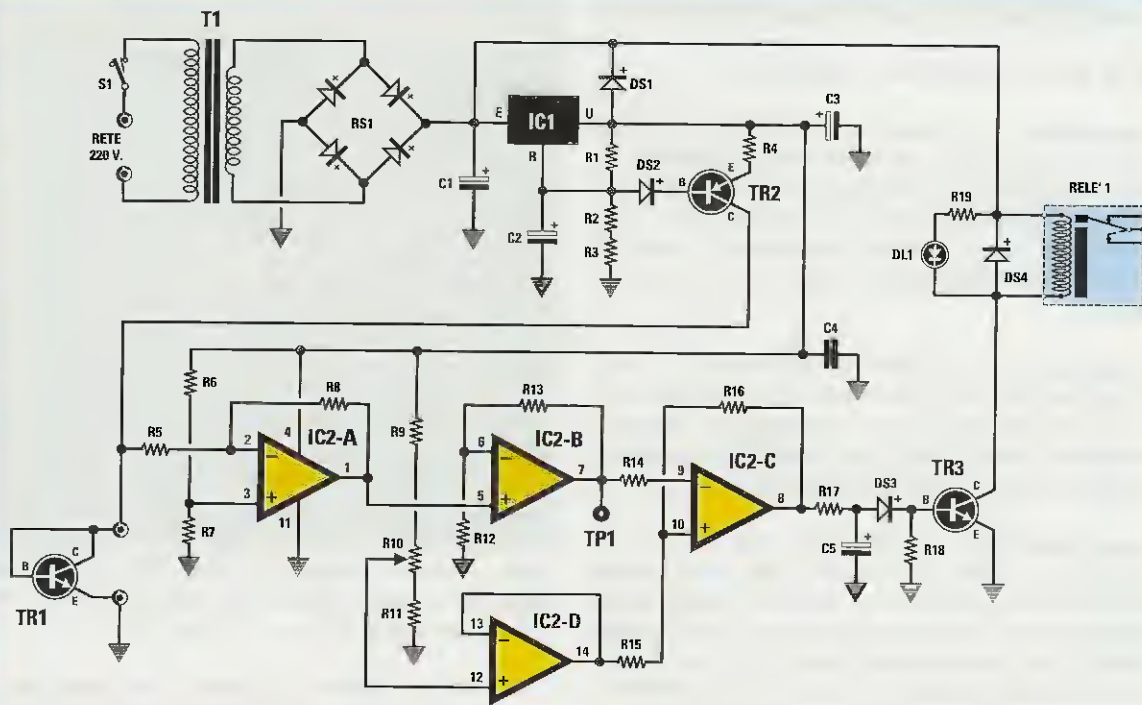 T1
S1
RETE
220 V.
RS1
C1
E
IC1
U
R
DS1
R1
DS2
C2
R2
R3
B
E
C
TR2
R4
C3
C4
R19
DL1
DS4
RELE' 1
R6
R5
R7
R8
2
3
4
11
1
IC2-A
B
C
E
TR1
R9
R10
R11
R12
R13
6
5
7
IC2-B
TP1
R14
13
12
14
IC2-D
R15
R16
9
10
8
IC2-C
R17
DS3
C5
R18
TR3
B
C
E